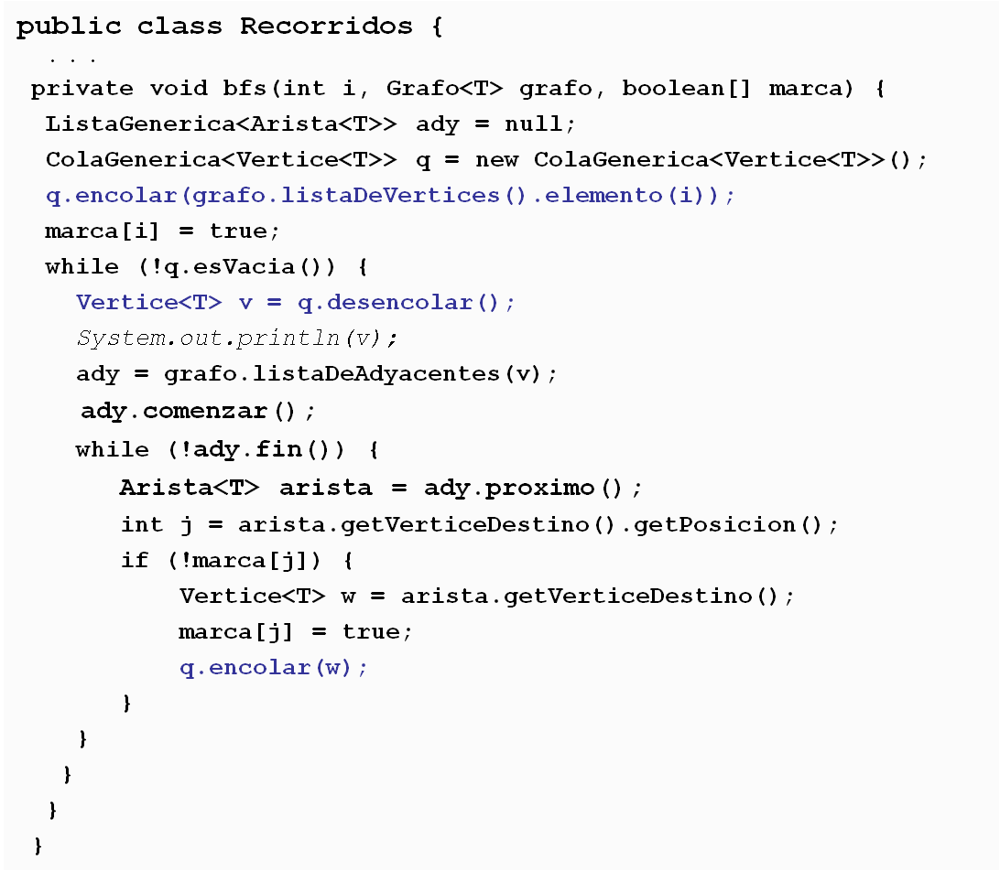 public class Recorridos {
. . .
private void bfs(int i, Grafo<T> grafo, boolean[] marca) {
ListaGenerica<Arista<T>> ady = null;
ColaGenerica<Vertice<T>> q = new ColaGenerica<Vertice<T>>();
q.encolar(grafo.listaDeVertices().elemento(i));
marca[i] = true;
while (!q.esVacia()) {
Vertice<T> v = q.desencolar();
System.out.println(v);
ady = grafo.listaDeAdyacentes(v);
ady.comenzar();
while (!ady.fin()) {
Arista<T> arista = ady.proximo();
int j = arista.getVerticeDestino().getPosicion();
if (!marca[j]) {
Vertice<T> w = arista.getVerticeDestino();
marca[j] = true;
q.encolar(w);
}
}
}
}
}